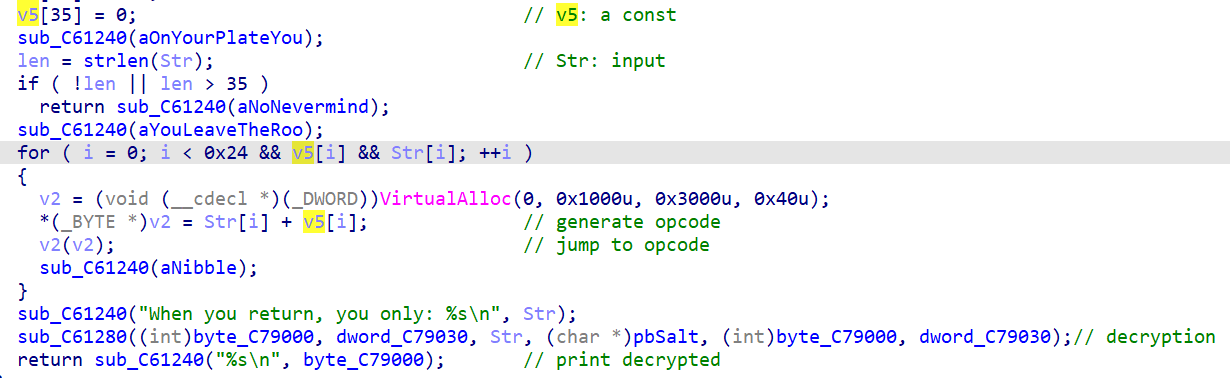 v5[35] = 0; // v5: a const
sub_C61240(aOnYourPlateYou);
len = strlen(Str); // Str: input
if ( !len || len > 35 )
return sub_C61240(aNoNevermind);
sub_C61240(aYouLeaveTheRoo);
for ( i = 0; i < 0x24 && v5[i] && Str[i]; ++i )
{
v2 = (void (__cdecl *)(_DWORD))VirtualAlloc(0, 0x1000u, 0x3000u, 0x40u);
*(_BYTE *)v2 = Str[i] + v5[i]; // generate opcode
v2(v2); // jump to opcode
sub_C61240(aNibble);
}
sub_C61240("When you return, you only: %s\n", Str);
sub_C61280((int)byte_C79000, dword_C79030, Str, (char *)pbSalt, (int)byte_C79000, dword_C79030);// decryption
return sub_C61240("%s\n", byte_C79000); // print decrypted